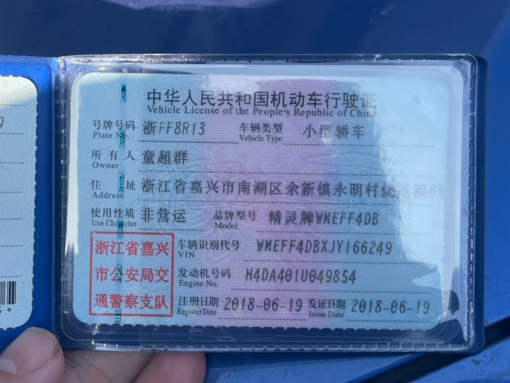 中华人民共和国机动车行驶证
Vehicle License of the People's Republic of China
号牌号码 浙FF8R13 车辆类型 小型轿车
Plate No. Vehicle Type
所有人 童超群
Owner
住址 浙江省嘉兴市南湖区余新镇永明村
Address
使用性质 非营运 品牌型号 精灵牌WMEFF4DB
Use Character Model
浙江省嘉兴市公安局交通警察支队
车辆识别代号 WMEFF4DBXJY166249
VIN
发动机号码 H4DA401U049854
Engine No.
注册日期 2018-06-19 发证日期 2018-06-19
Register Date Issue Date